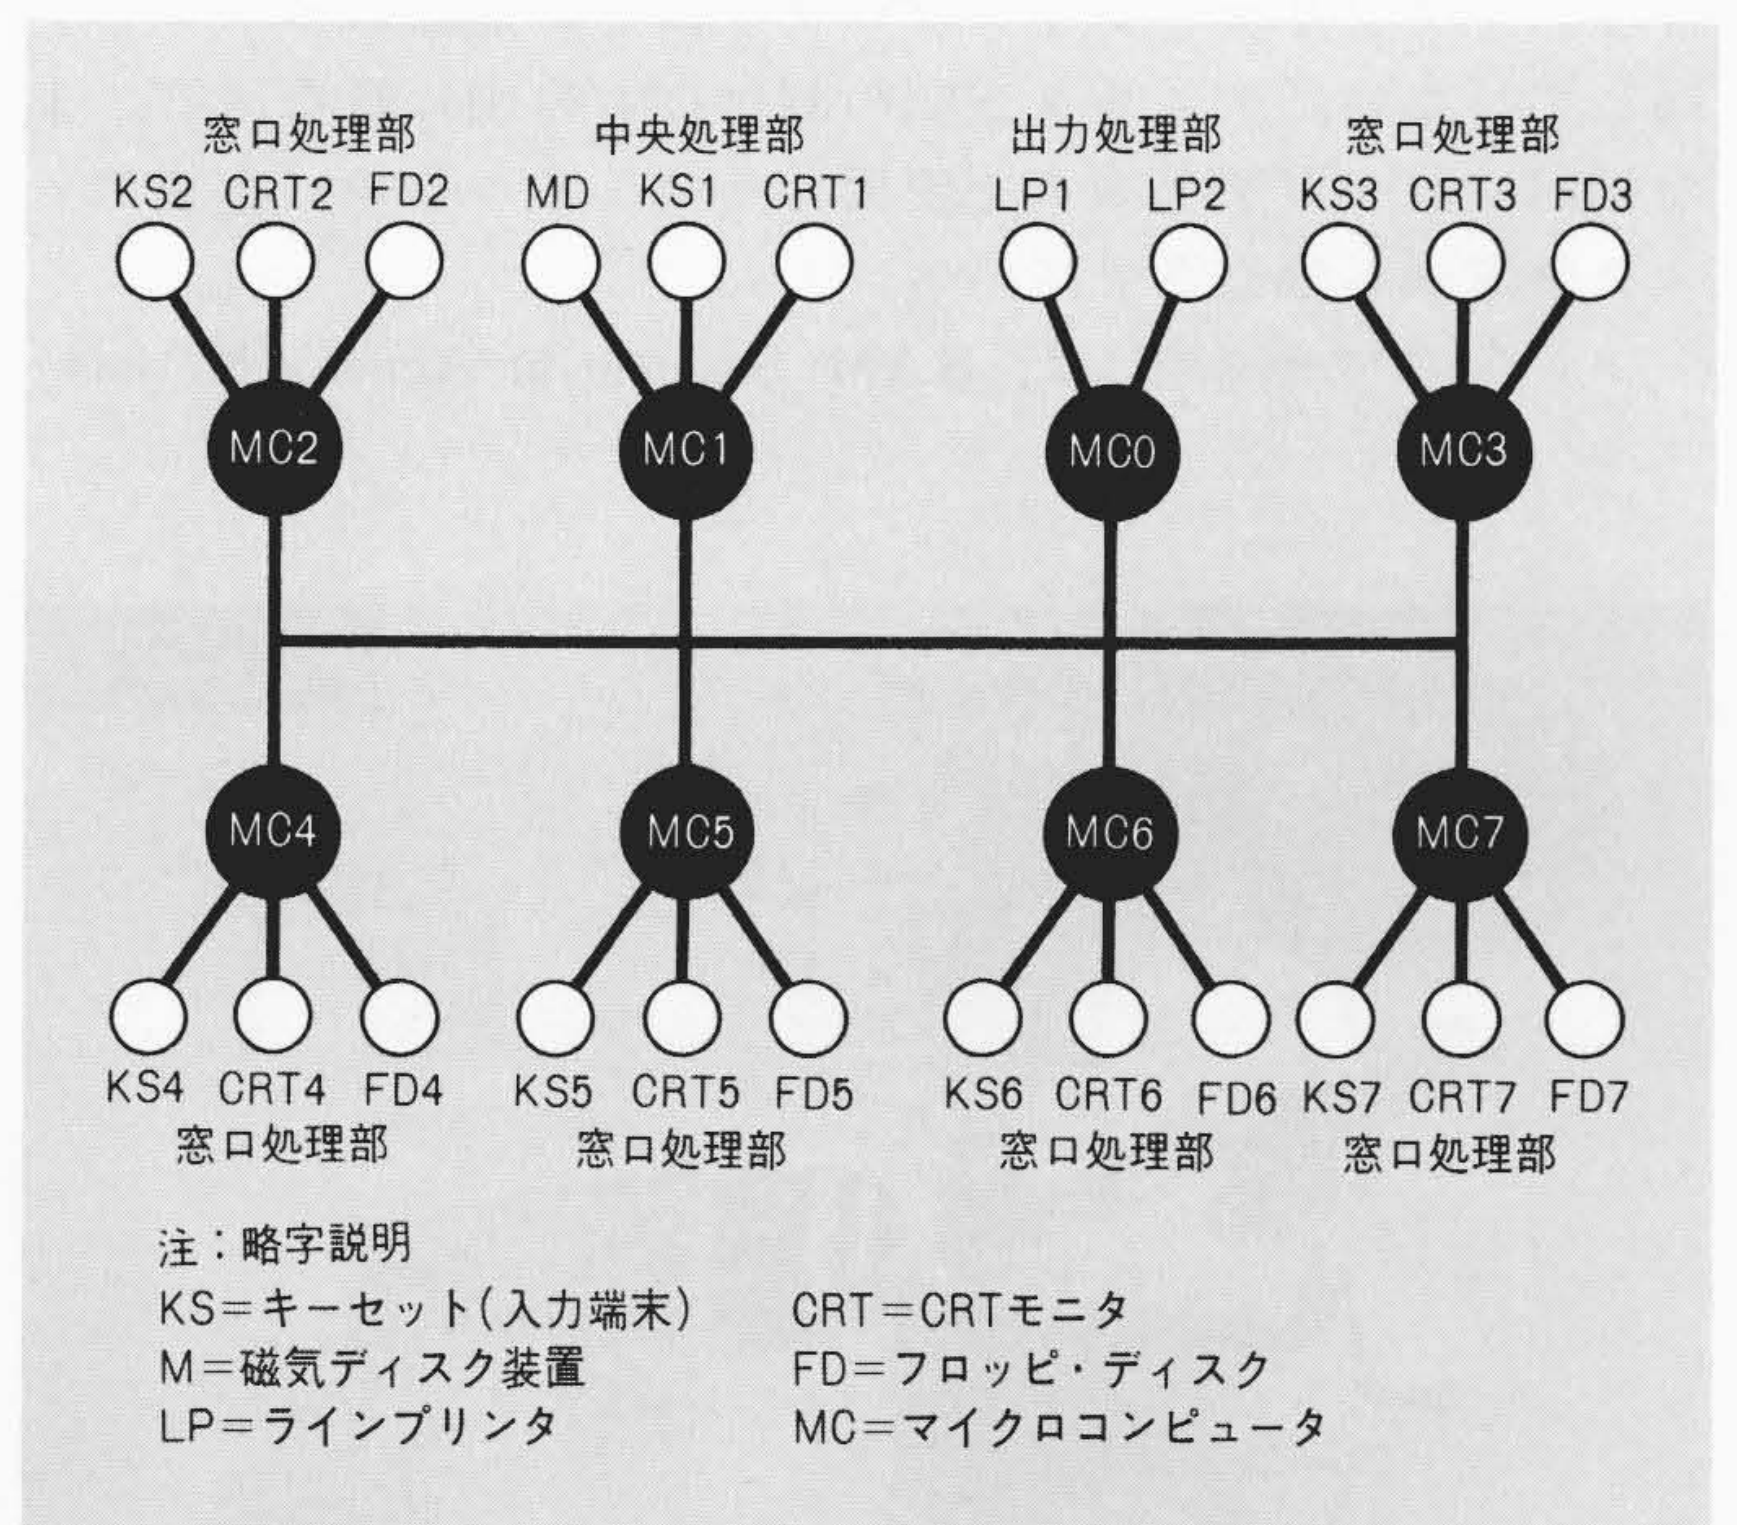 窓口処理部 中央処理部 出力処理部 窓口処理部
KS2 CRT2 FD2 MD KS1 CRT1 LP1 LP2 KS3 CRT3 FD3
MC2 MC1 MC0 MC3
MC4 MC5 MC6 MC7
KS4 CRT4 FD4 KS5 CRT5 FD5 KS6 CRT6 FD6 KS7 CRT7 FD7
窓口処理部 窓口処理部 窓口処理部 窓口処理部
注:略字説明
KS=キーセット(入力端末) CRT=CRTモニタ
M=磁気ディスク装置 FD=フロッピ・ディスク
LP=ラインプリンタ MC=マイクロコンピュータ